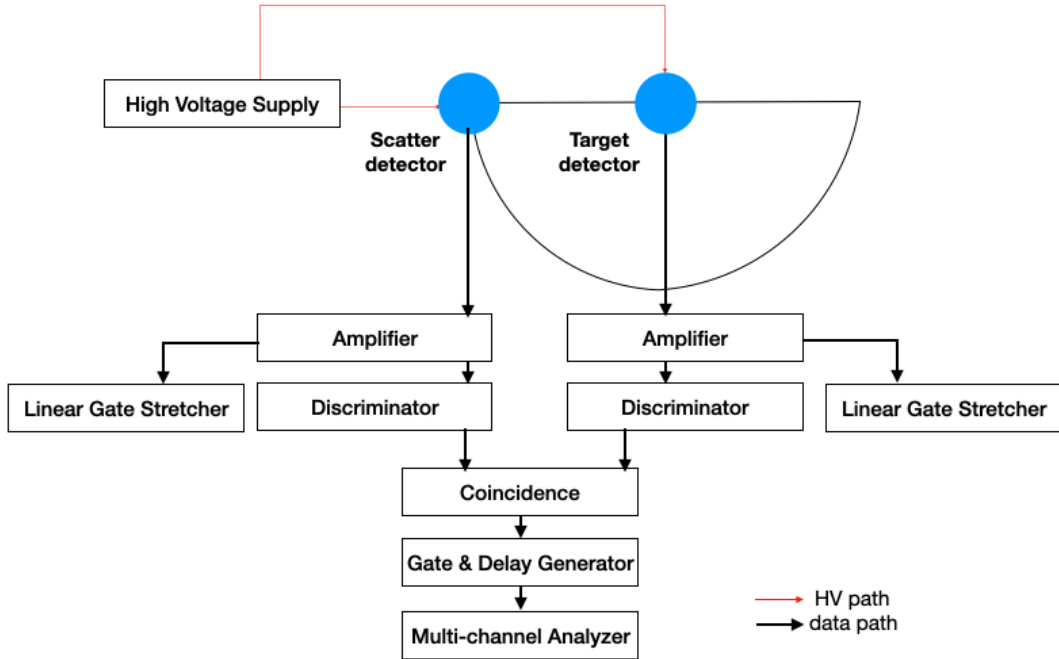 High Voltage Supply
Scatter
detector
Target
detector
Amplifier
Amplifier
Linear Gate Stretcher
Discriminator
Discriminator
Linear Gate Stretcher
Coincidence
Gate & Delay Generator
Multi-channel Analyzer
HV path
data path